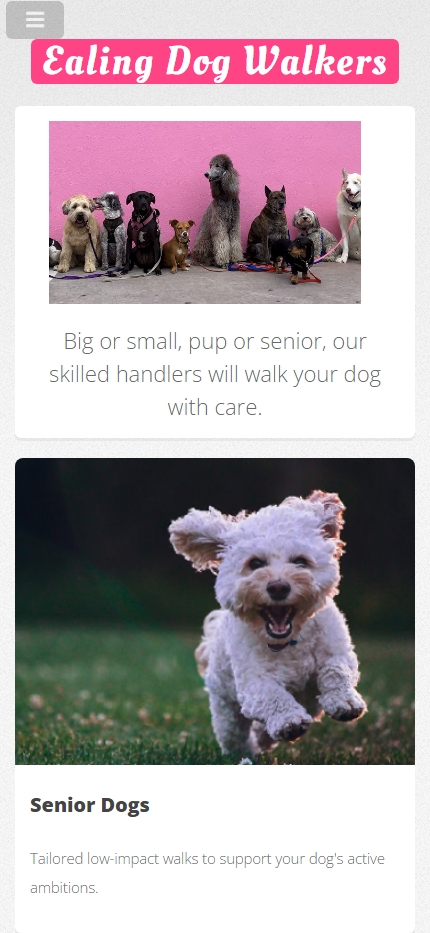 Ealing Dog Walkers
Big or small, pup or senior, our
skilled handlers will walk your dog
with care.
Senior Dogs
Tailored low-impact walks to support your dog's active
ambitions.